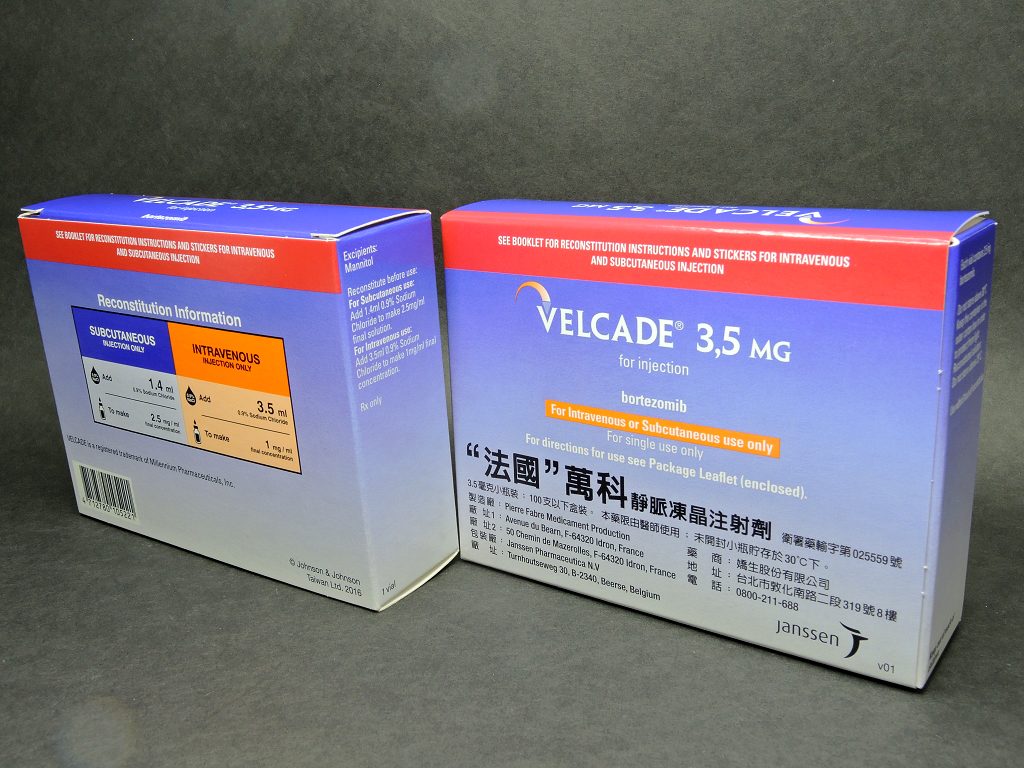 VELCADE® 3,5 MG
for injection
bortezomib
SEE BOOKLET FOR RECONSTITUTION INSTRUCTIONS AND STICKERS FOR INTRAVENOUS
AND SUBCUTANEOUS INJECTION
Reconstitution Information
SUBCUTANEOUS
INJECTION ONLY
Add
1.4 ml
0.9% Sodium Chloride
To make
2.5 mg/ml
final concentration
INTRAVENOUS
INJECTION ONLY
Add
3.5 ml
0.9% Sodium Chloride
To make
1 mg/ml
final concentration
VELCADE is a registered trademark of Millennium Pharmaceuticals, Inc.
4 712780 105221
© Johnson & Johnson
Taiwan Ltd, 2016
Excipients:
Mannitol
Reconstitute before use:
For Subcutaneous use:
Add 1.4ml 0.9% Sodium
Chloride to make 2.5mg/ml
final solution.
For Intravenous use:
Add 3.5ml 0.9% Sodium
Chloride to make 1mg/ml final
concentration.
Rx only
1 vial
VELCADE® 3,5 MG
SEE BOOKLET FOR RECONSTITUTION INSTRUCTIONS AND STICKERS FOR INTRAVENOUS
AND SUBCUTANEOUS INJECTION
VELCADE® 3,5 MG
for injection
bortezomib
For Intravenous or Subcutaneous use only
For single use only
For directions for use see Package Leaflet (enclosed).
“法國”萬科靜脈凍晶注射劑 衛署藥輸字第025559號
3.5毫克小瓶裝：100支以下盒裝。 本藥限由醫師使用：未開封小瓶貯存於30°C下。
製造廠：Pierre Fabre Medicament Production
廠 址1：Avenue du Bearn, F-64320 Idron, France
廠 址2：50 Chemin de Mazerolles, F-64320 Idron, France
包裝廠：Janssen Pharmaceutica N.V
廠 址：Turnhoutseweg 30, B-2340, Beerse, Belgium
藥 商：嬌生股份有限公司
地 址：台北市敦化南路二段319號8樓
電 話：0800-211-688
janssen
v01